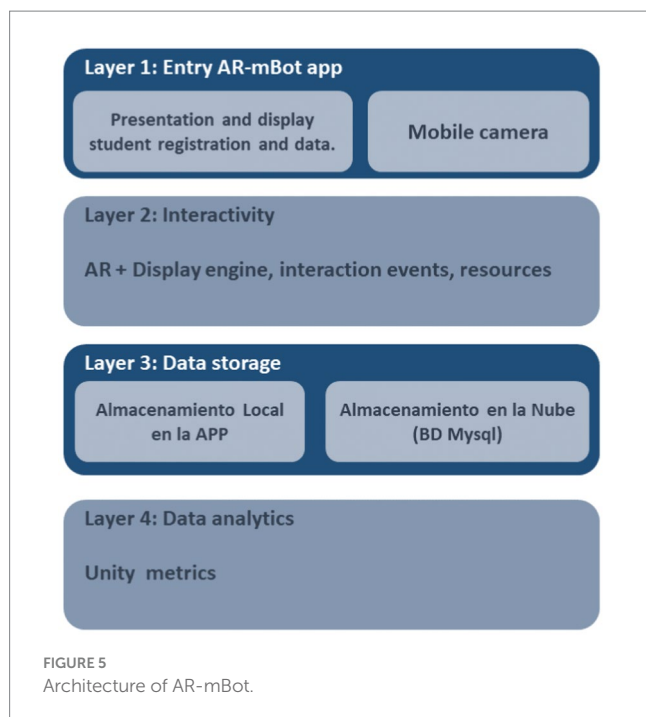 Layer 1: Entry AR-mBot app
Presentation and display
student registration and data.
Mobile camera
Layer 2: Interactivity
AR + Display engine, interaction events, resources
Layer 3: Data storage
Almacenamiento Local
en la APP
Almacenamiento en la Nube
(BD Mysql)
Layer 4: Data analytics
Unity metrics
FIGURE 5
Architecture of AR-mBot.